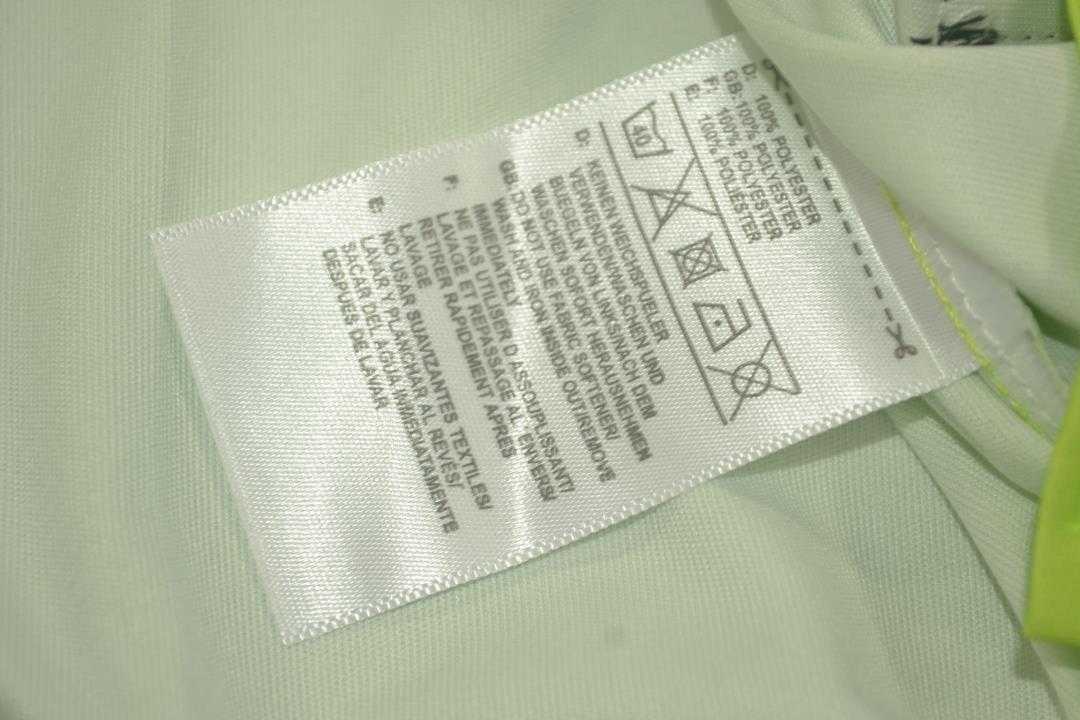 D: 100% POLYESTER
GB: 100% POLYESTER
F: 100% POLYESTER
E: 100% POLIESTER
40
D: KEINEN WEICHSPUELER
VERWENDEN/WASCHEN UND
BUEGELN VON LINKS/NACH DEM
WASCHEN SOFORT HERAUSNEHMEN
GB: DO NOT USE FABRIC SOFTENER/
WASH AND IRON INSIDE OUT/REMOVE
IMMEDIATELY
F: NE PAS UTILISER D'ASSOUPLISSANT/
LAVAGE ET REPASSAGE AL´ENVERS/
RETIRER RAPIDEMENT APRES
LAVAGE
E: NO USAR SUAVIZANTES TEXTILES/
LAVAR Y PLANCHAR AL REVÉS/
SACAR DEL AGUA INMEDIATAMENTE
DESPUES DE LAVAR